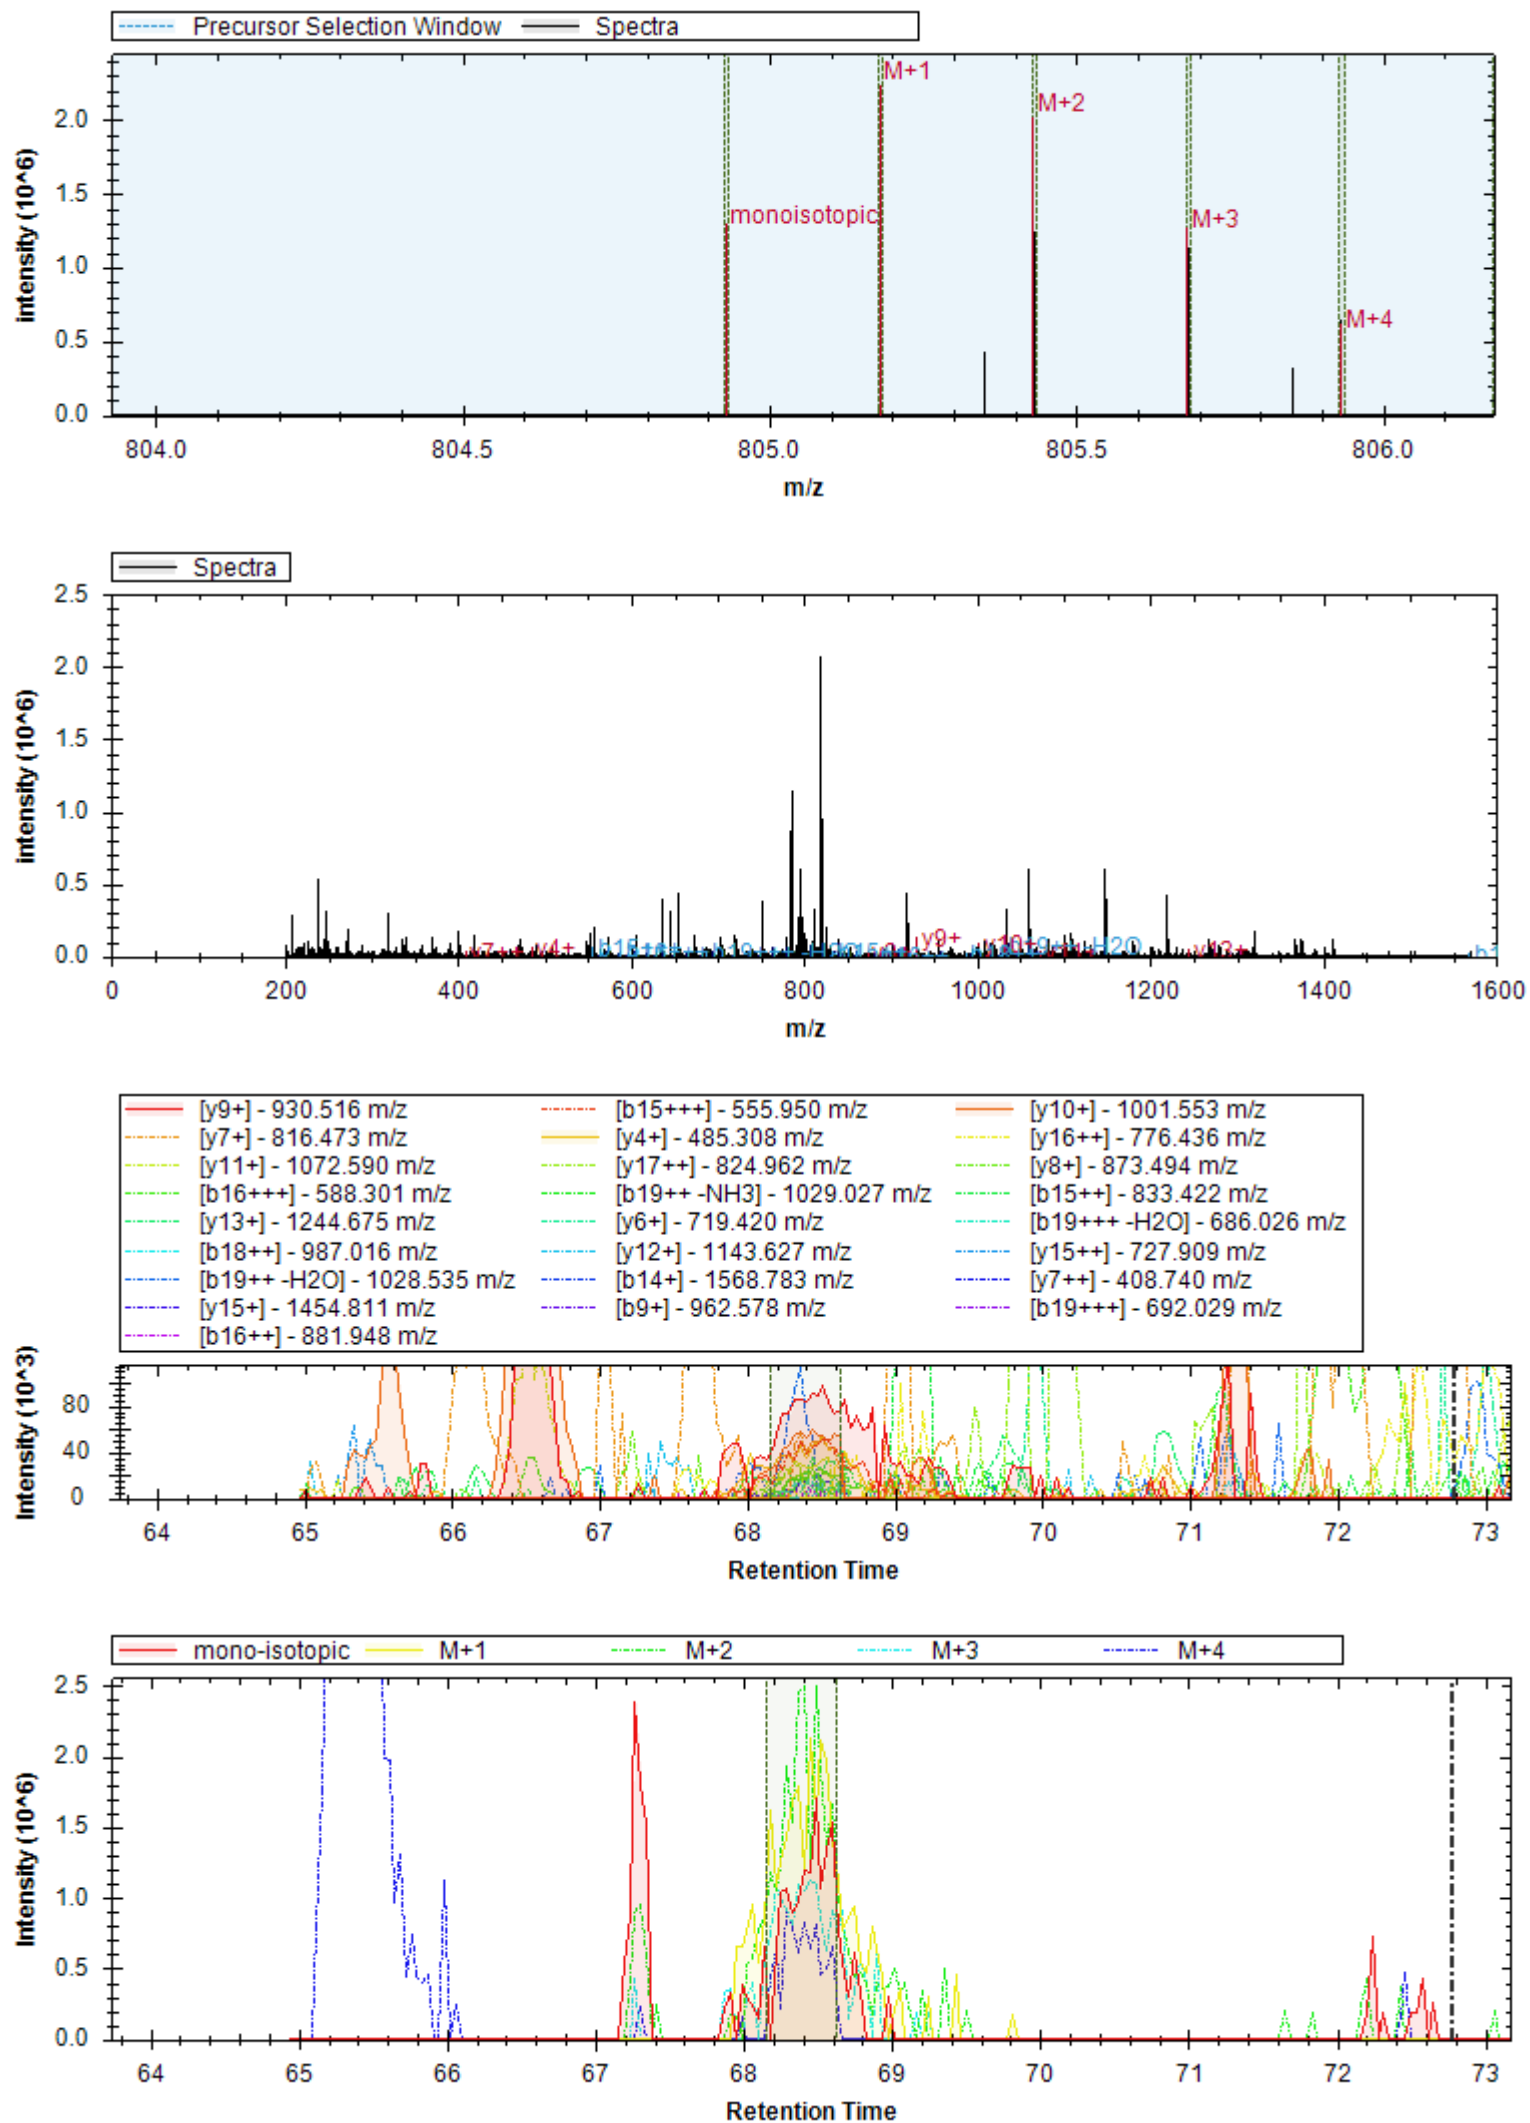 Precursor Selection Window Spectra
M+1
M+2
monoisotopic
M+3
M+4
intensity (10^6)
2.0
1.5
1.0
0.5
0.0
804.0 804.5 805.0 805.5 806.0
m/z
Spectra
intensity (10^6)
2.5
2.0
1.5
1.0
0.5
0.0
y4+ y9+
0 200 400 600 800 1000 1200 1400 1600
m/z
[y9+] - 930.516 m/z [b15+++] - 555.950 m/z [y10+] - 1001.553 m/z
[y7+] - 816.473 m/z [y4+] - 485.308 m/z [y16++] - 776.436 m/z
[y11+] - 1072.590 m/z [y17++] - 824.962 m/z [y8+] - 873.494 m/z
[b16+++] - 588.301 m/z [b19++ -NH3] - 1029.027 m/z [b15++] - 833.422 m/z
[y13+] - 1244.675 m/z [y6+] - 719.420 m/z [b19+++ -H2O] - 686.026 m/z
[b18++] - 987.016 m/z [y12+] - 1143.627 m/z [y15++] - 727.909 m/z
[b19++ -H2O] - 1028.535 m/z [b14+] - 1568.783 m/z [y7++] - 408.740 m/z
[y15+] - 1454.811 m/z [b9+] - 962.578 m/z [b19+++] - 692.029 m/z
[b16++] - 881.948 m/z
Intensity (10^3)
80
40
0
64 65 66 67 68 69 70 71 72 73
Retention Time
mono-isotopic M+1 M+2 M+3 M+4
Intensity (10^6)
2.5
2.0
1.5
1.0
0.5
0.0
64 65 66 67 68 69 70 71 72 73
Retention Time